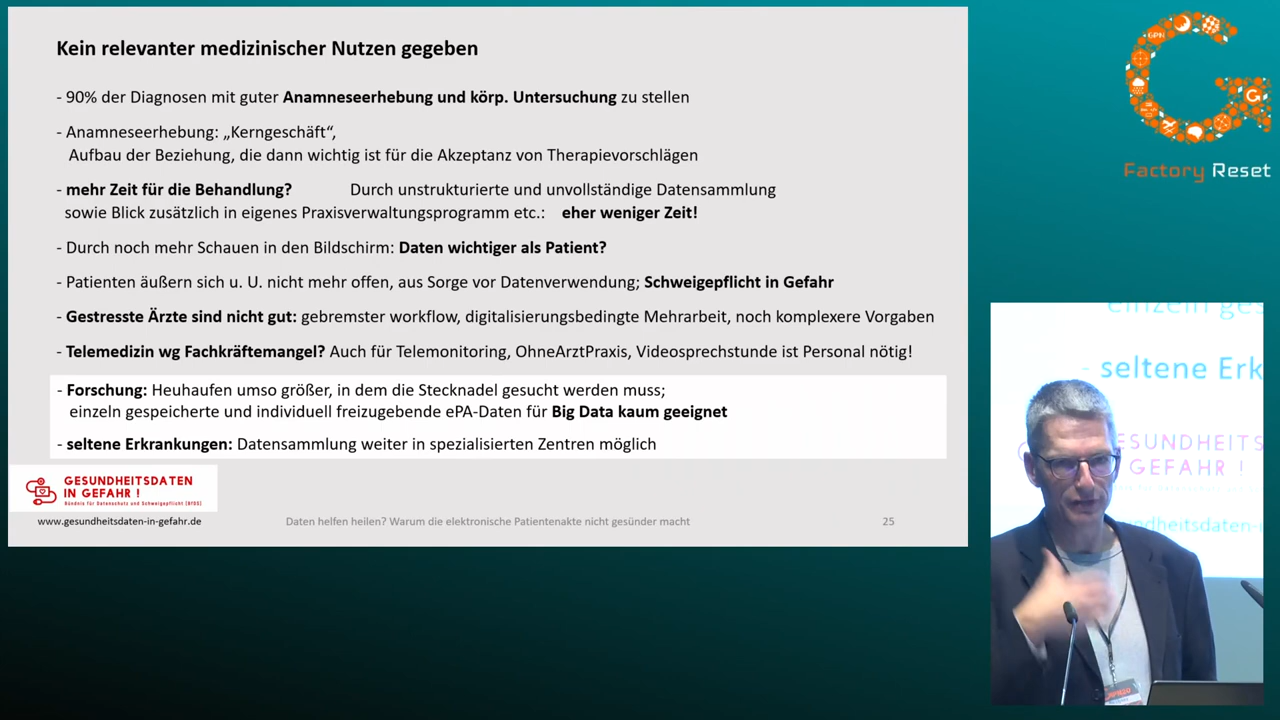 Kein relevanter medizinischer Nutzen gegeben
- 90% der Diagnosen mit guter Anamneseerhebung und körp. Untersuchung zu stellen
- Anamneseerhebung: „Kerngeschäft“,
Aufbau der Beziehung, die dann wichtig ist für die Akzeptanz von Therapievorschlägen
- mehr Zeit für die Behandlung? Durch unstrukturierte und unvollständige Datensammlung
sowie Blick zusätzlich in eigenes Praxisverwaltungsprogramm etc.: eher weniger Zeit!
- Durch noch mehr Schauen in den Bildschirm: Daten wichtiger als Patient?
- Patienten äußern sich u. U. nicht mehr offen, aus Sorge vor Datenverwendung; Schweigepflicht in Gefahr
- Gestresste Ärzte sind nicht gut: gebremster workflow, digitalisierungsbedingte Mehrarbeit, noch komplexere Vorgaben
- Telemedizin wg Fachkräftemangel? Auch für Telemonitoring, OhneArztPraxis, Videosprechstunde ist Personal nötig!
- Forschung: Heuhaufen umso größer, in dem die Stecknadel gesucht werden muss;
einzeln gespeicherte und individuell freizugebende ePA-Daten für Big Data kaum geeignet
- seltene Erkrankungen: Datensammlung weiter in spezialisierten Zentren möglich
GESUNDHEITSDATEN
IN GEFAHR !
Bündnis für Datenschutz und Schweigepflicht (BfDS)
www.gesundheitsdaten-in-gefahr.de
Daten helfen heilen? Warum die elektronische Patientenakte nicht gesünder macht
25
GPN
G
Factory Reset
einzeln ges
- seltene Erk
ESUNDHEITS
GEFAHR !
ndheitsdaten-